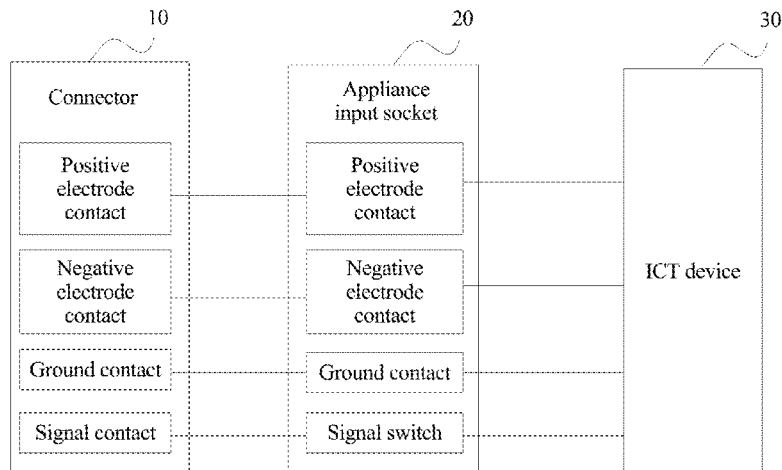 10
20
30
Connector
Positive
electrode
contact
Negative
electrode
contact
Ground contact
Signal contact
Appliance
input socket
Positive
electrode
contact
Negative
electrode
contact
Ground contact
Signal switch
ICT device